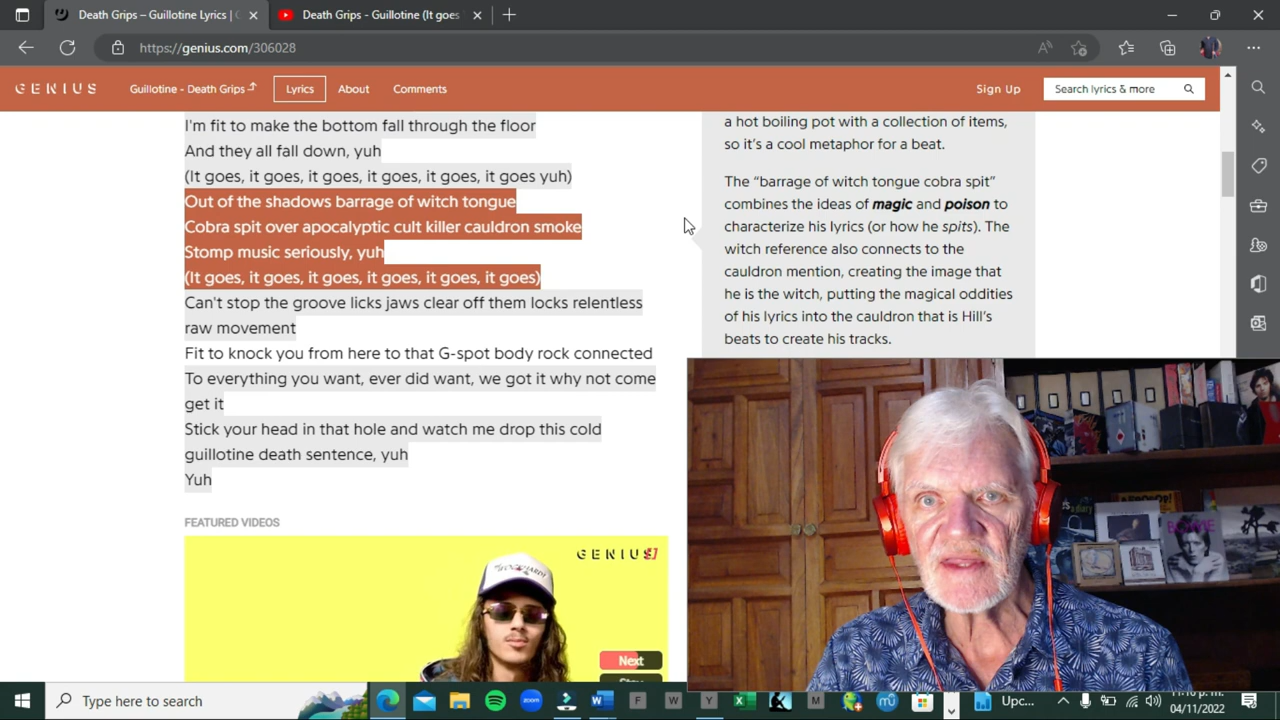 Death Grips – Guillotine Lyrics |
Death Grips - Guillotine (It goes
https://genius.com/306028
GENIUS
Guillotine - Death Grips
Lyrics
About
Comments
Sign Up
Search lyrics & more
I'm fit to make the bottom fall through the floor
And they all fall down, yuh
(It goes, it goes, it goes, it goes, it goes, it goes yuh)
Out of the shadows barrage of witch tongue
Cobra spit over apocalyptic cult killer cauldron smoke
Stomp music seriously, yuh
(It goes, it goes, it goes, it goes, it goes, it goes)
Can't stop the groove licks jaws clear off them locks relentless
raw movement
Fit to knock you from here to that G-spot body rock connected
To everything you want, ever did want, we got it why not come
get it
Stick your head in that hole and watch me drop this cold
guillotine death sentence, yuh
Yuh
a hot boiling pot with a collection of items,
so it's a cool metaphor for a beat.
The “barrage of witch tongue cobra spit”
combines the ideas of magic and poison to
characterize his lyrics (or how he spits). The
witch reference also connects to the
cauldron mention, creating the image that
he is the witch, putting the magical oddities
of his lyrics into the cauldron that is Hill's
beats to create his tracks.
FEATURED VIDEOS
GENIUS
Next
BOWIE
Type here to search
zoom
Upc...
04/11/2022